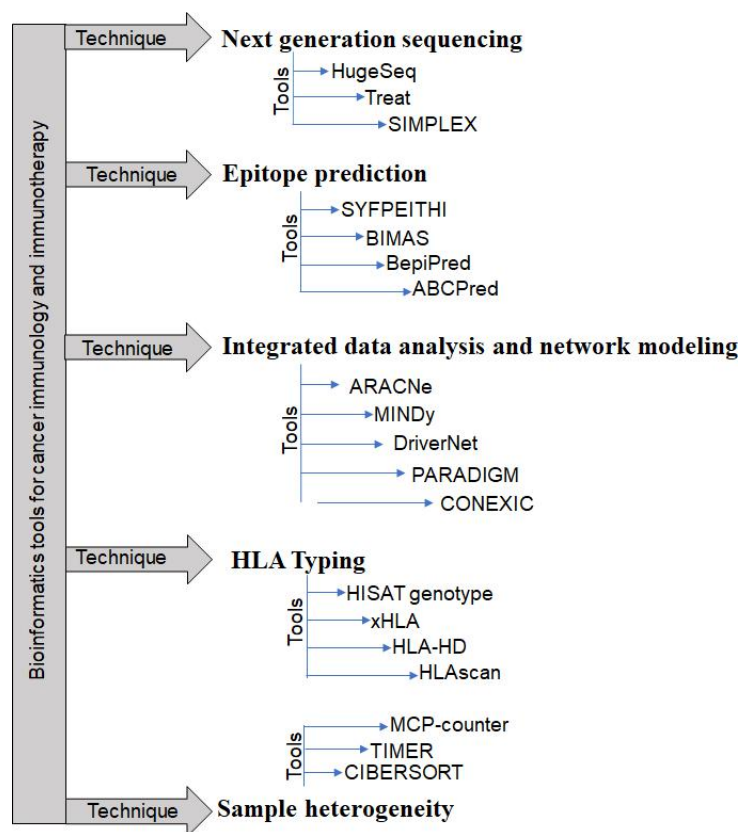 Bioinformatics tools for cancer immunology and immunotherapy
Technique
Next generation sequencing
Tools
HugeSeq
Treat
SIMPLEX
Technique
Epitope prediction
Tools
SYFPEITHI
BIMAS
BepiPred
ABCPred
Technique
Integrated data analysis and network modeling
Tools
ARACNe
MINDy
DriverNet
PARADIGM
CONEXIC
Technique
HLA Typing
Tools
HISAT genotype
xHLA
HLA-HD
HLAscan
Tools
MCP-counter
TIMER
CIBERSORT
Technique
Sample heterogeneity